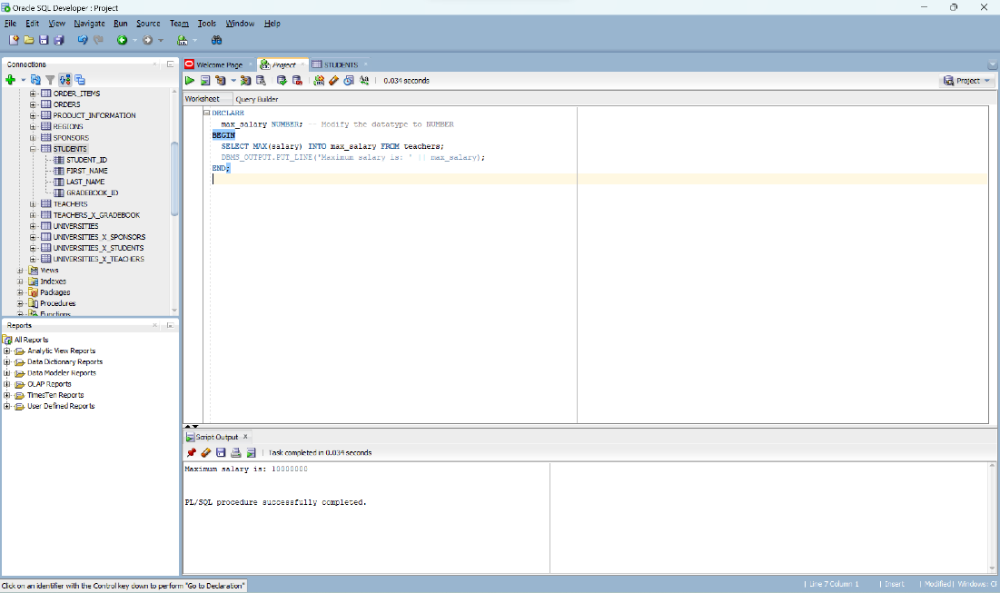 Oracle SQL Developer : Project
File Edit View Navigate Run Source Team Tools Window Help
Connections
ORDER_ITEMS
ORDERS
PRODUCT_INFORMATION
REGIONS
SPONSORS
STUDENTS
STUDENT_ID
FIRST_NAME
LAST_NAME
GRADEBOOK_ID
TEACHERS
TEACHERS_X_GRADEBOOK
UNIVERSITIES
UNIVERSITIES_X_SPONSORS
UNIVERSITIES_X_STUDENTS
UNIVERSITIES_X_TEACHERS
Views
Indexes
Packages
Procedures
Functions
Reports
All Reports
Analytic View Reports
Data Dictionary Reports
Data Modeler Reports
OLAP Reports
TimesTen Reports
User Defined Reports
Welcome Page Project STUDENTS
0.034 seconds
Project
Worksheet Query Builder
DECLARE
max_salary NUMBER; -- Modify the datatype to NUMBER
BEGIN
SELECT MAX(salary) INTO max_salary FROM teachers;
DBMS_OUTPUT.PUT_LINE('Maximum salary is: ' || max_salary);
END;
Script Output
Task completed in 0.034 seconds
Maximum salary is: 10000000
PL/SQL procedure successfully completed.
Click on an identifier with the Control key down to perform "Go to Declaration"
Line 7 Column 1 | Insert | Modified | Windows: Cl